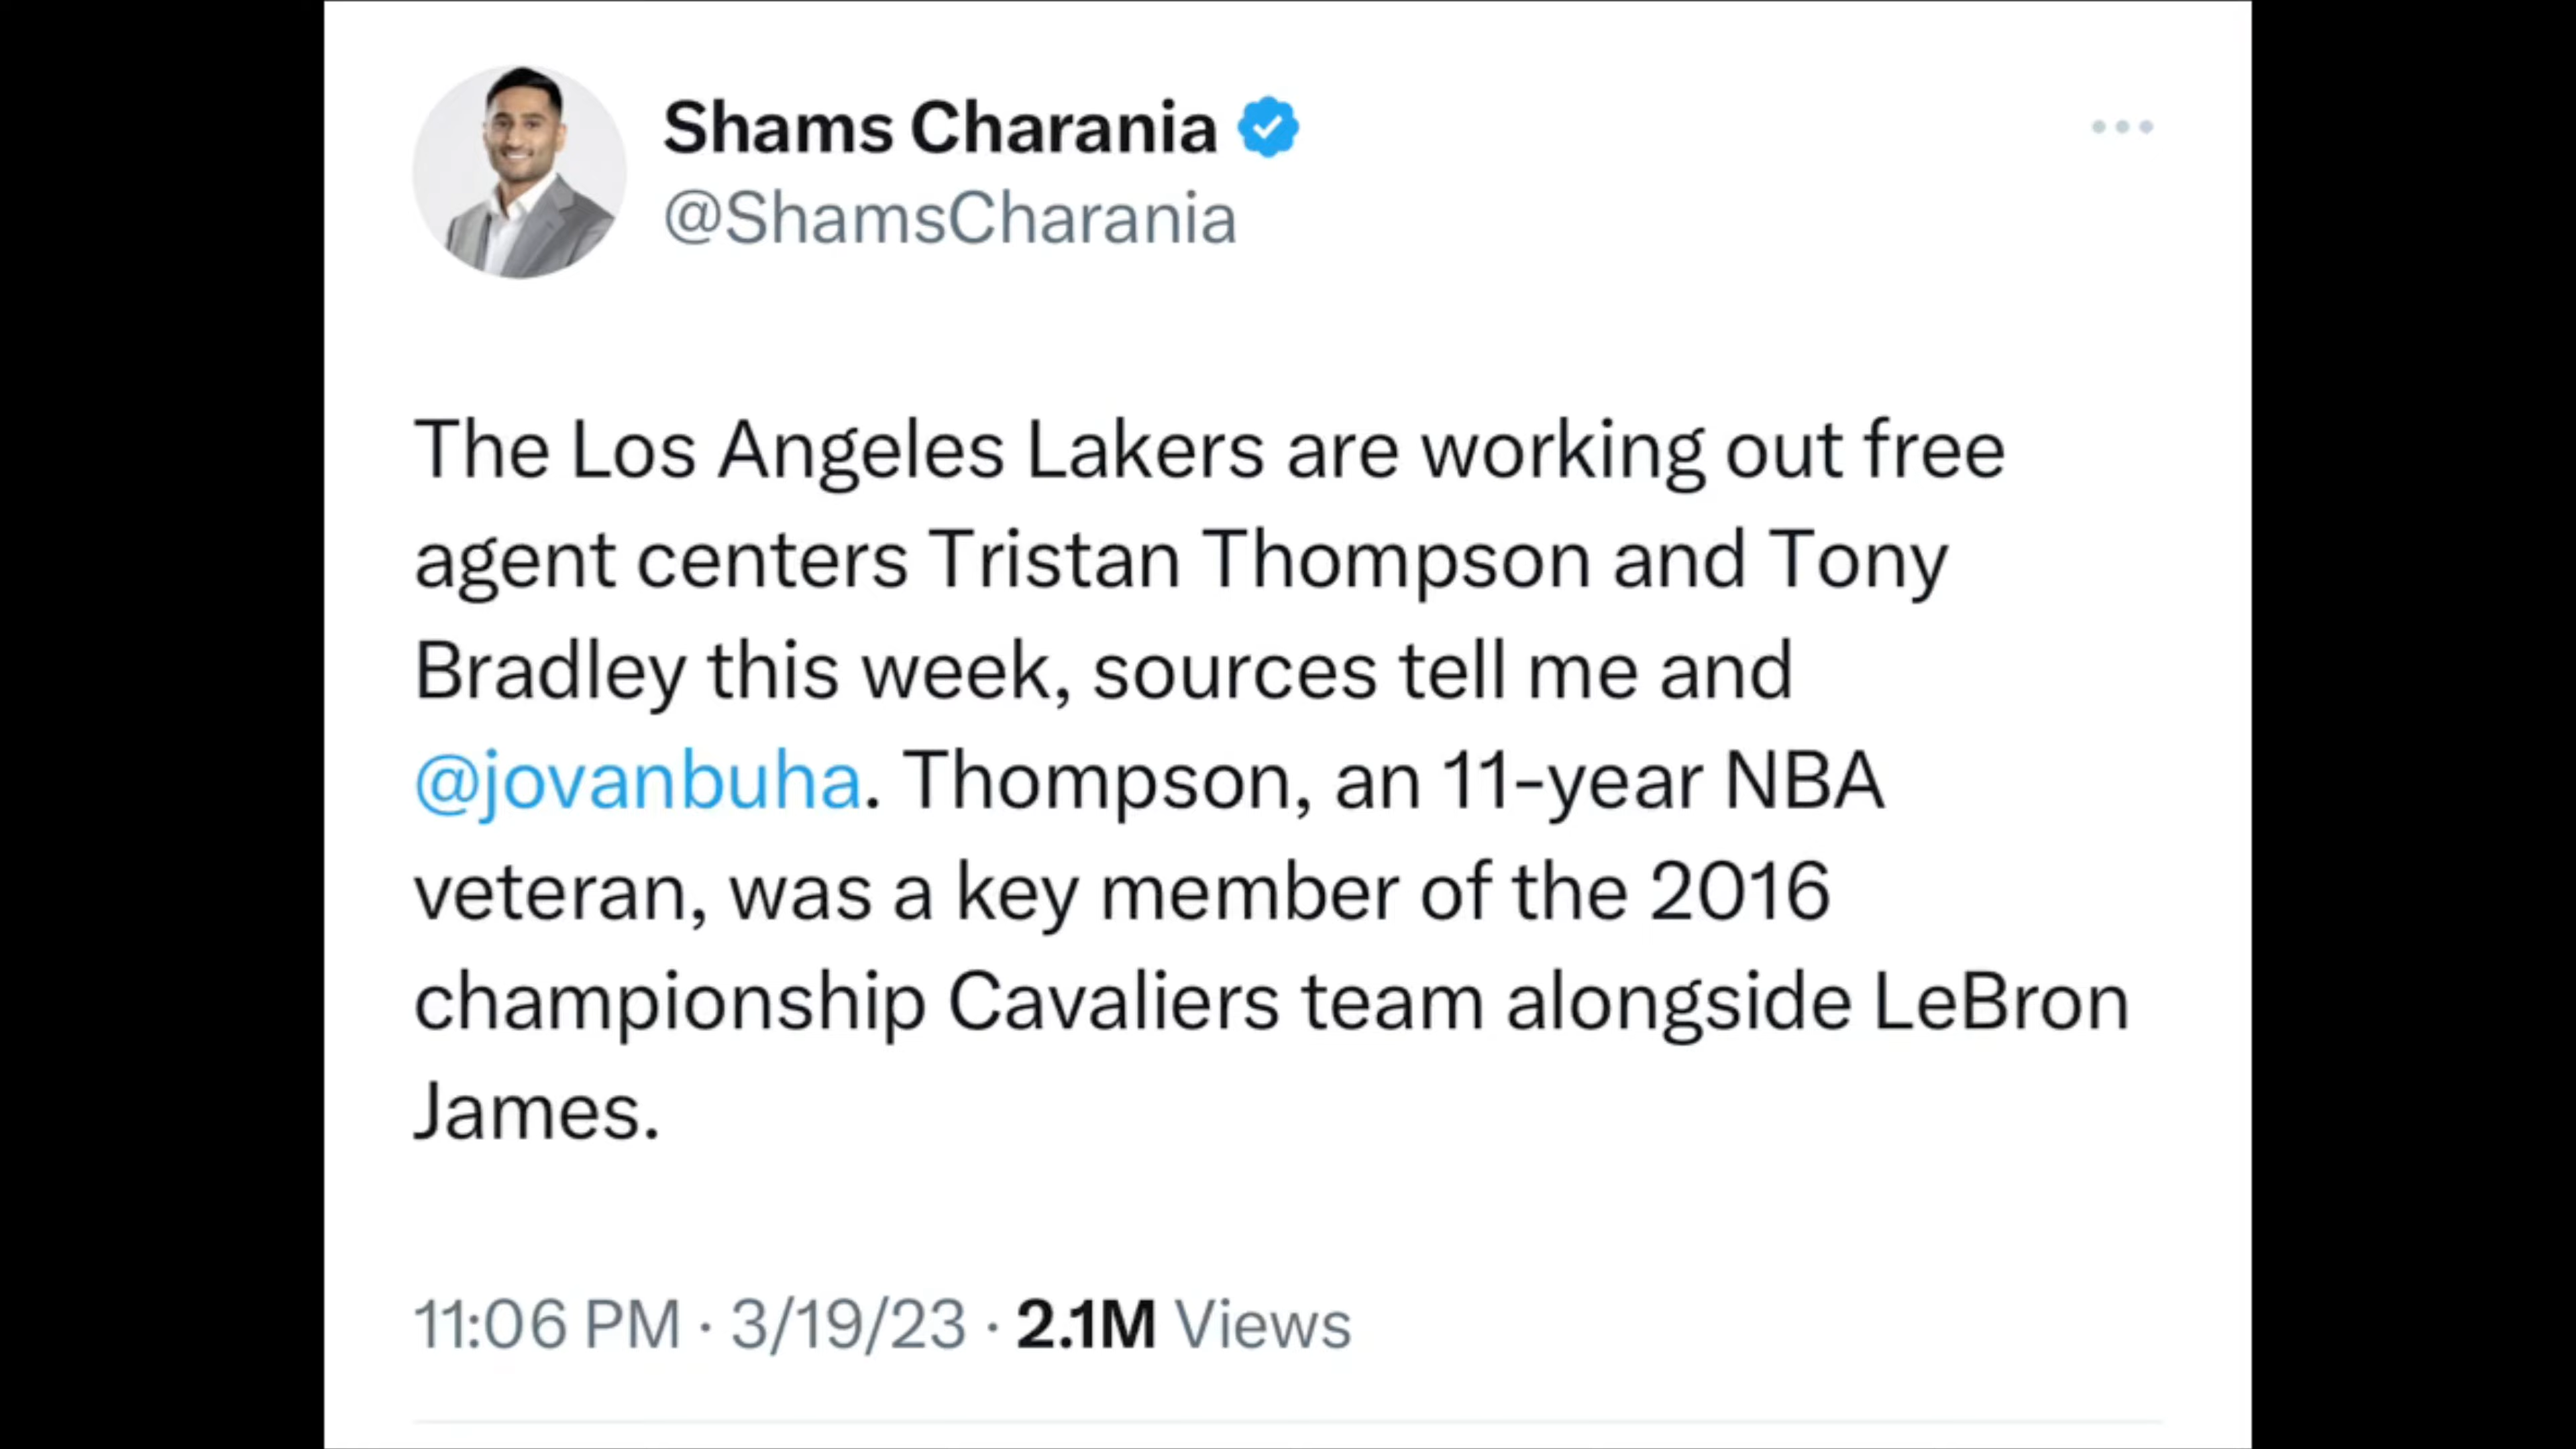 Shams Charania
@ShamsCharania
The Los Angeles Lakers are working out free
agent centers Tristan Thompson and Tony
Bradley this week, sources tell me and
@jovanbuha. Thompson, an 11-year NBA
veteran, was a key member of the 2016
championship Cavaliers team alongside LeBron
James.
11:06 PM · 3/19/23 · 2.1M Views